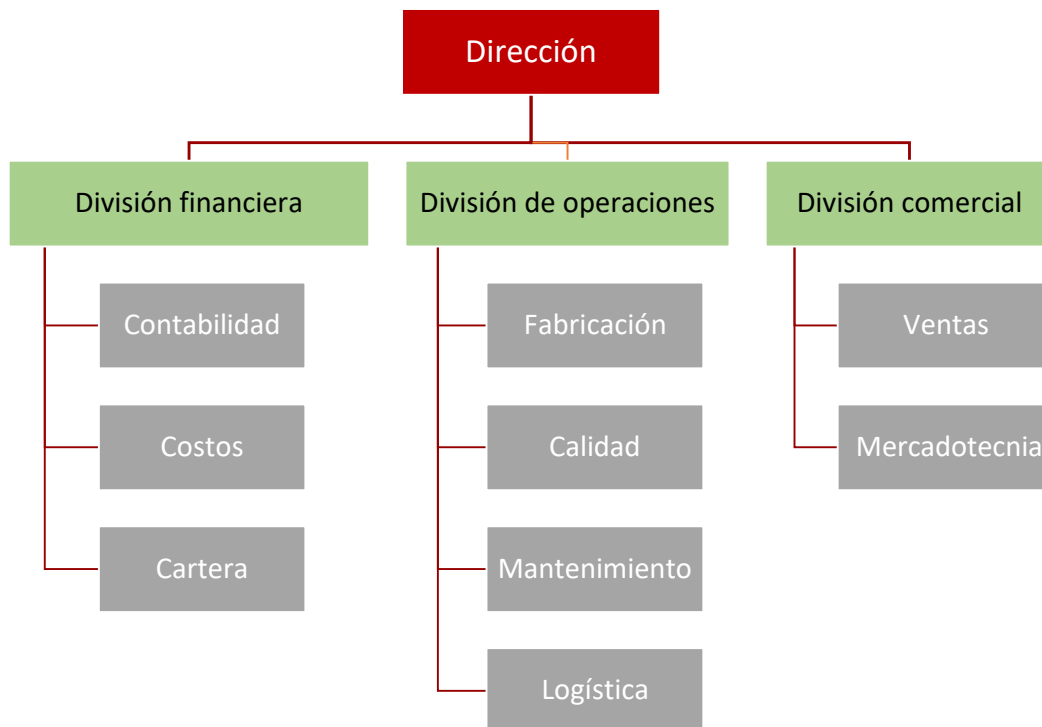 Dirección
División financiera
División de operaciones
División comercial
Contabilidad
Fabricación
Ventas
Costos
Calidad
Mercadotecnia
Cartera
Mantenimiento
Logística